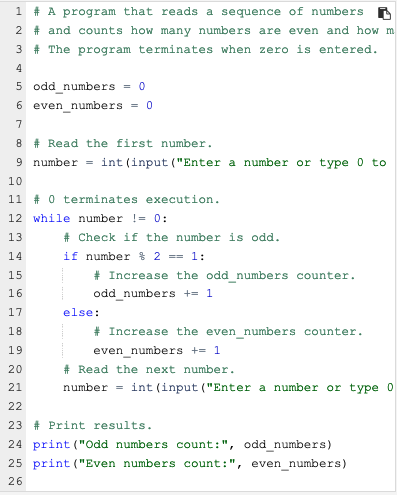 1 # A program that reads a sequence of numbers
2 # and counts how many numbers are even and how m
3 # The program terminates when zero is entered.
4
5 odd_numbers = 0
6 even_numbers = 0
7
8 # Read the first number.
9 number = int(input("Enter a number or type 0 to
10
11 # 0 terminates execution.
12 while number != 0:
13     # Check if the number is odd.
14     if number % 2 == 1:
15         # Increase the odd_numbers counter.
16         odd_numbers += 1
17     else:
18         # Increase the even_numbers counter.
19         even_numbers += 1
20     # Read the next number.
21     number = int(input("Enter a number or type 0
22
23 # Print results.
24 print("Odd numbers count:", odd_numbers)
25 print("Even numbers count:", even_numbers)
26